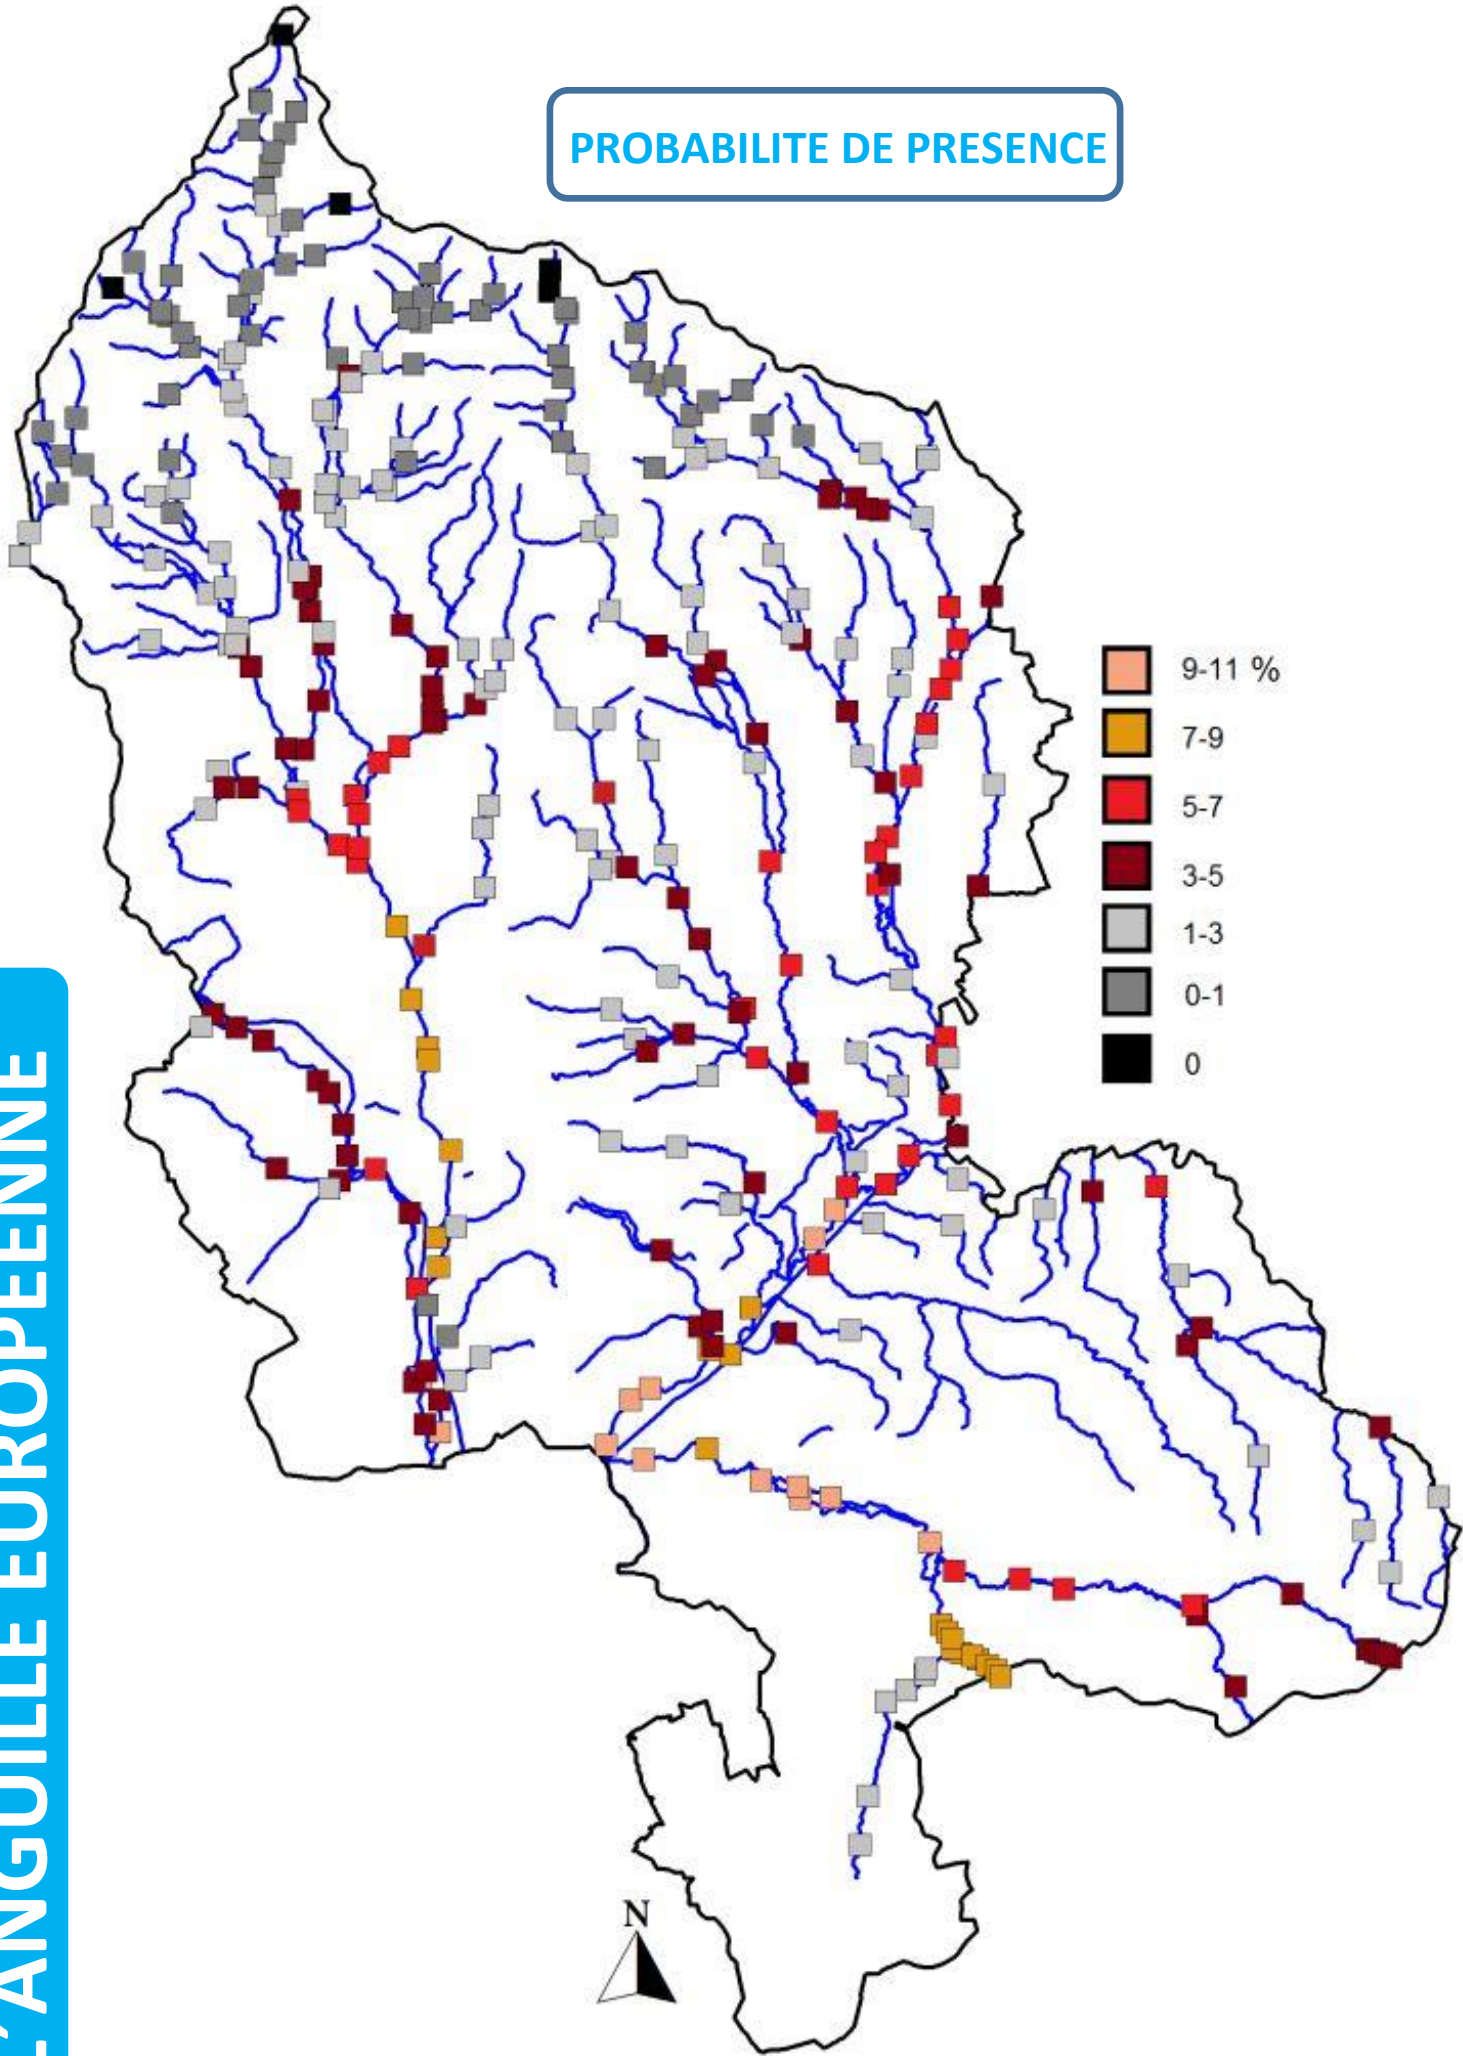 PROBABILITE DE PRESENCE
9-11 %
7-9
5-7
3-5
1-3
0-1
0
L'ANGUILLE EUROPEENNE
N